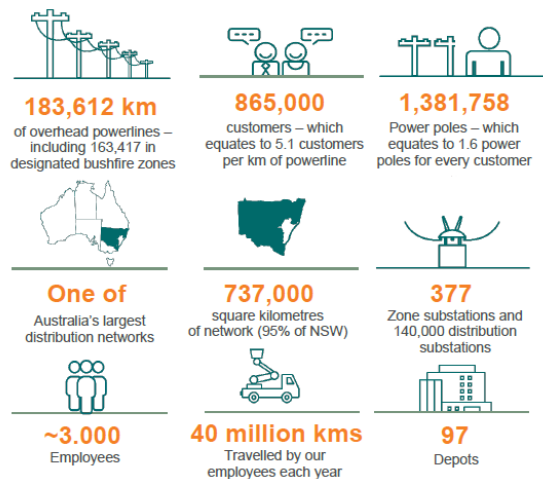 183,612 km
of overhead powerlines –
including 163,417 in
designated bushfire zones
865,000
customers – which
equates to 5.1 customers
per km of powerline
1,381,758
Power poles – which
equates to 1.6 power
poles for every customer
One of
Australia's largest
distribution networks
737,000
square kilometres
of network (95% of NSW)
377
Zone substations and
140,000 distribution
substations
~3.000
Employees
40 million kms
Travelled by our
employees each year
97
Depots